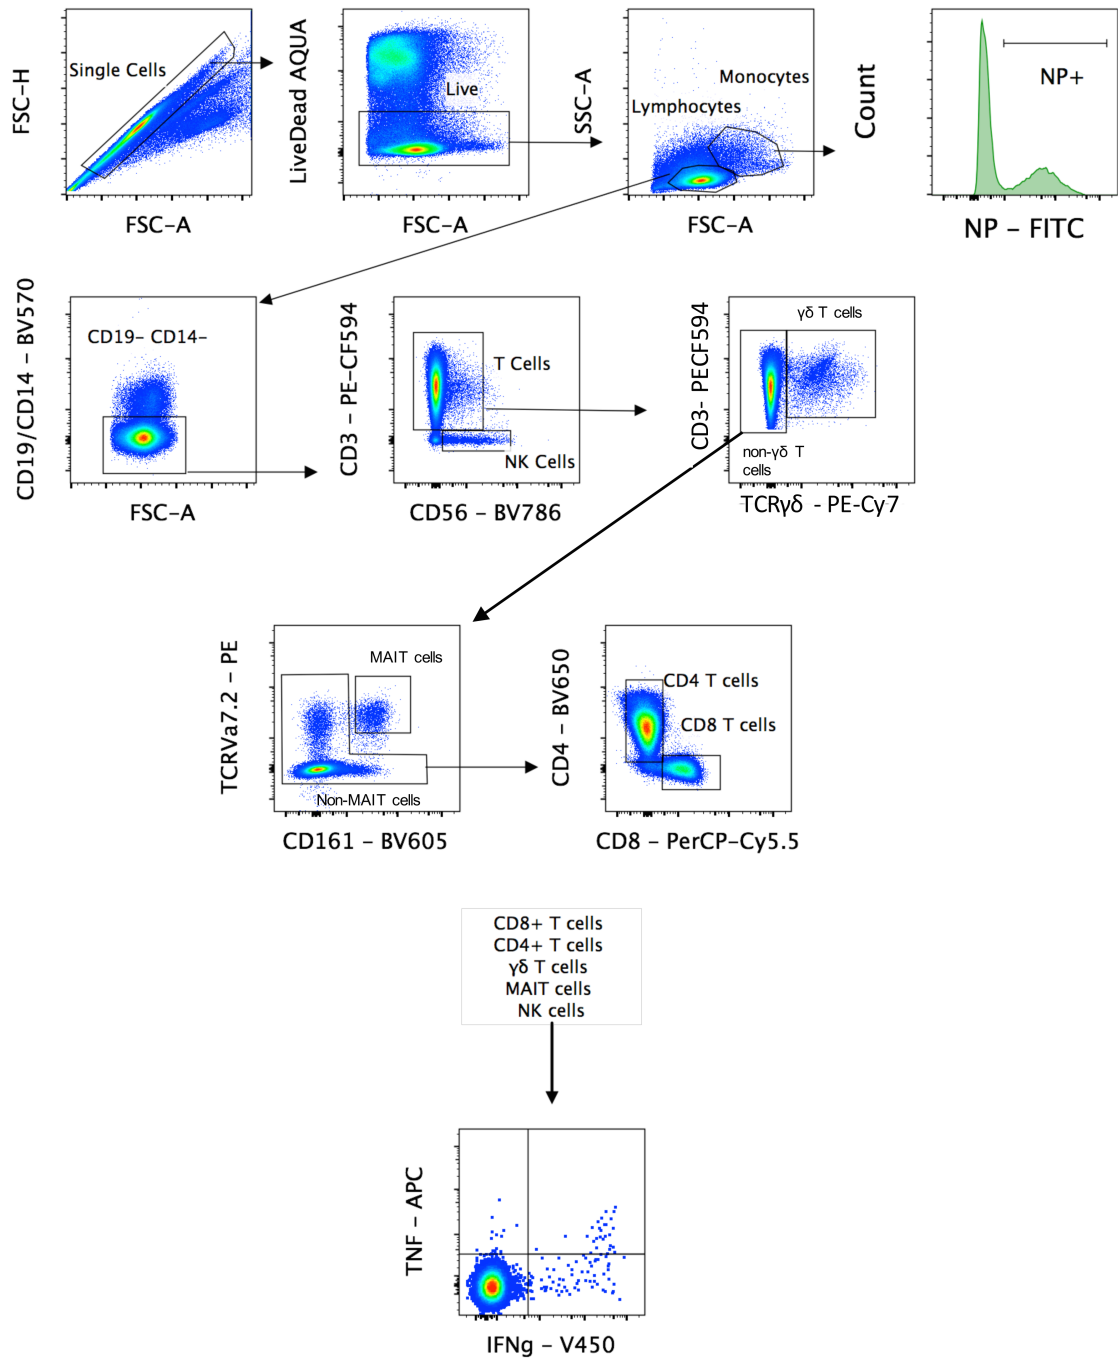 FSC-H
Single Cells
FSC-A
LiveDead AQUA
Live
FSC-A
SSC-A
Monocytes
Lymphocytes
FSC-A
Count
NP+
NP – FITC
CD19/CD14 – BV570
CD19– CD14–
FSC-A
CD3 – PE-CF594
T Cells
NK Cells
CD56 – BV786
CD3- PECF594
γδ T cells
non-γδ T
cells
TCRγδ - PE-Cy7
TCRVa7.2 – PE
MAIT cells
Non-MAIT cells
CD161 – BV605
CD4 – BV650
CD4 T cells
CD8 T cells
CD8 – PerCP-Cy5.5
CD8+ T cells
CD4+ T cells
γδ T cells
MAIT cells
NK cells
TNF – APC
IFNg – V450